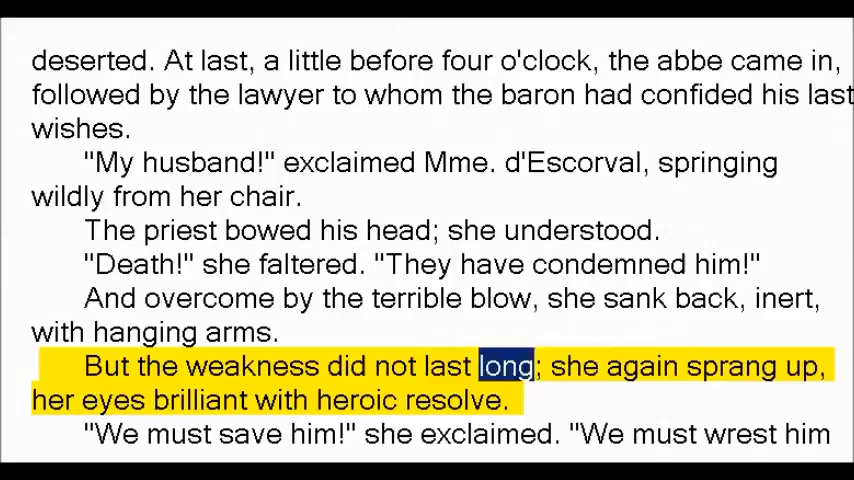 deserted. At last, a little before four o'clock, the abbe came in,
followed by the lawyer to whom the baron had confided his last
wishes.
"My husband!" exclaimed Mme. d'Escorval, springing
wildly from her chair.
The priest bowed his head; she understood.
"Death!" she faltered. "They have condemned him!"
And overcome by the terrible blow, she sank back, inert,
with hanging arms.
But the weakness did not last long; she again sprang up,
her eyes brilliant with heroic resolve.
"We must save him!" she exclaimed. "We must wrest him